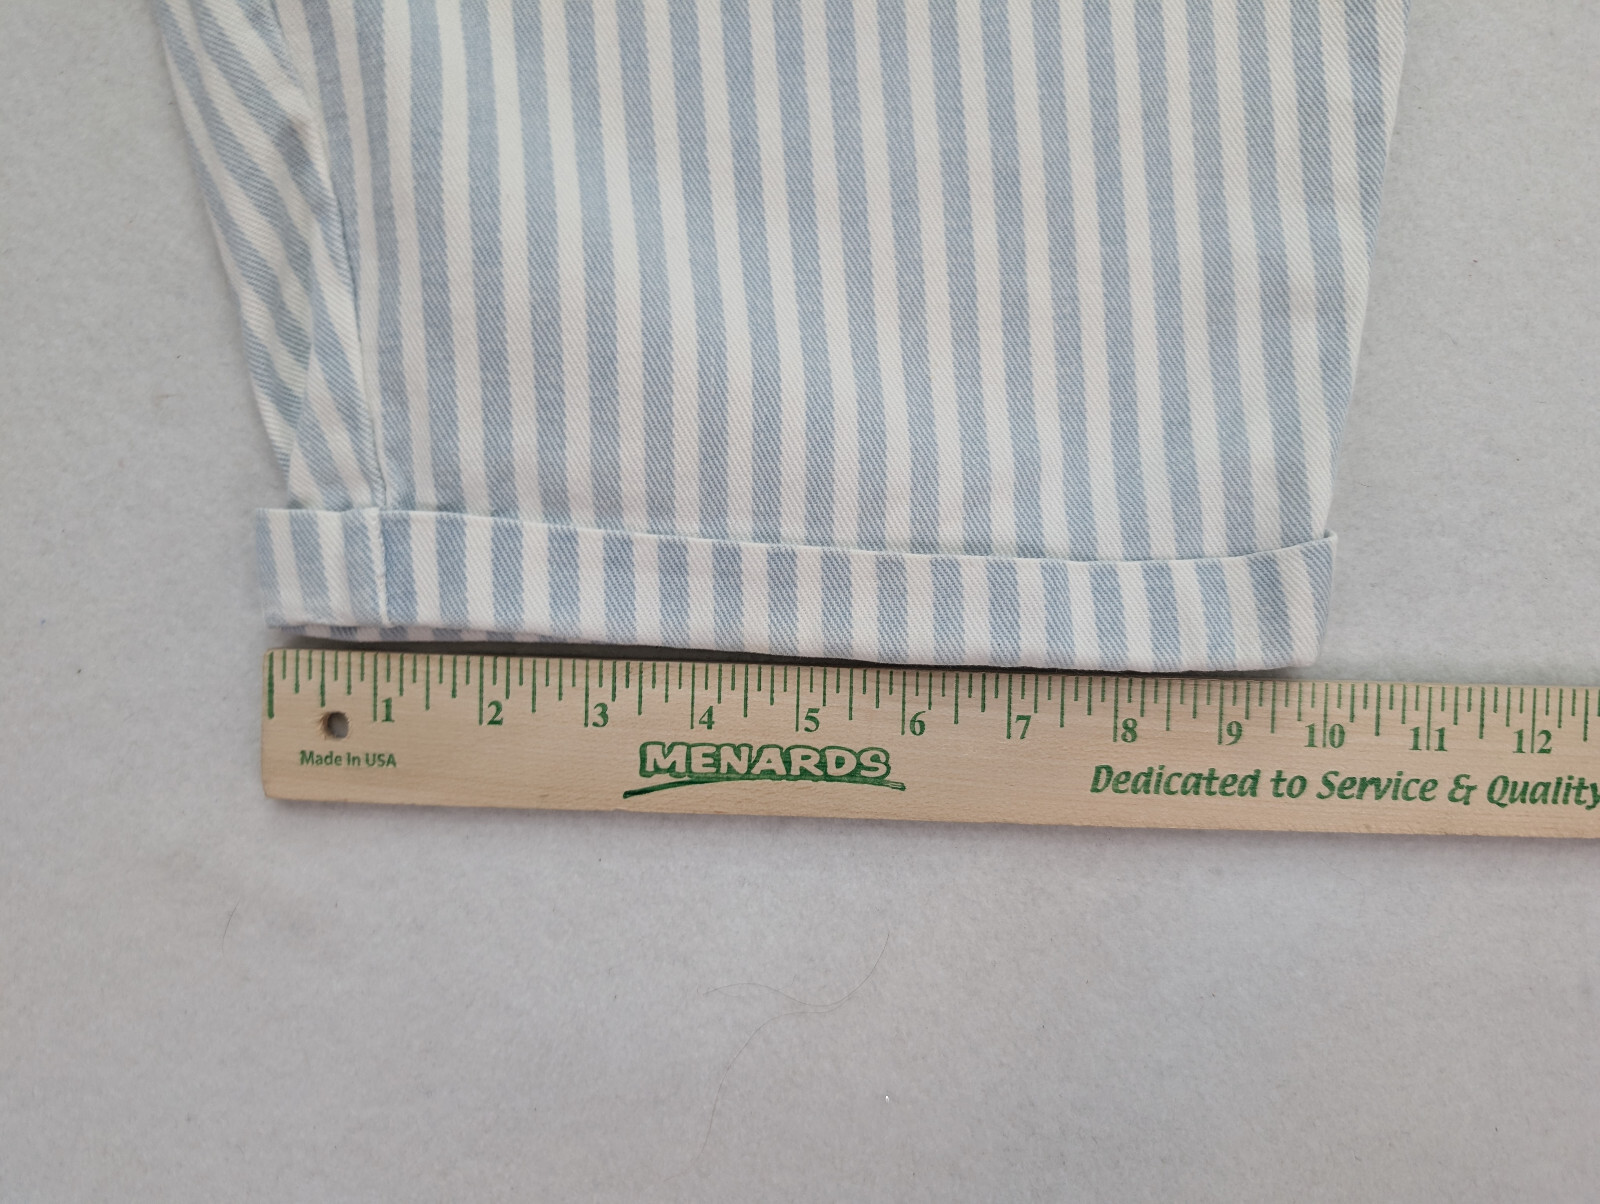 1 2 3 4 5 6 7 8 9 10 11 12
Made In USA
MENARDS
Dedicated to Service & Quality